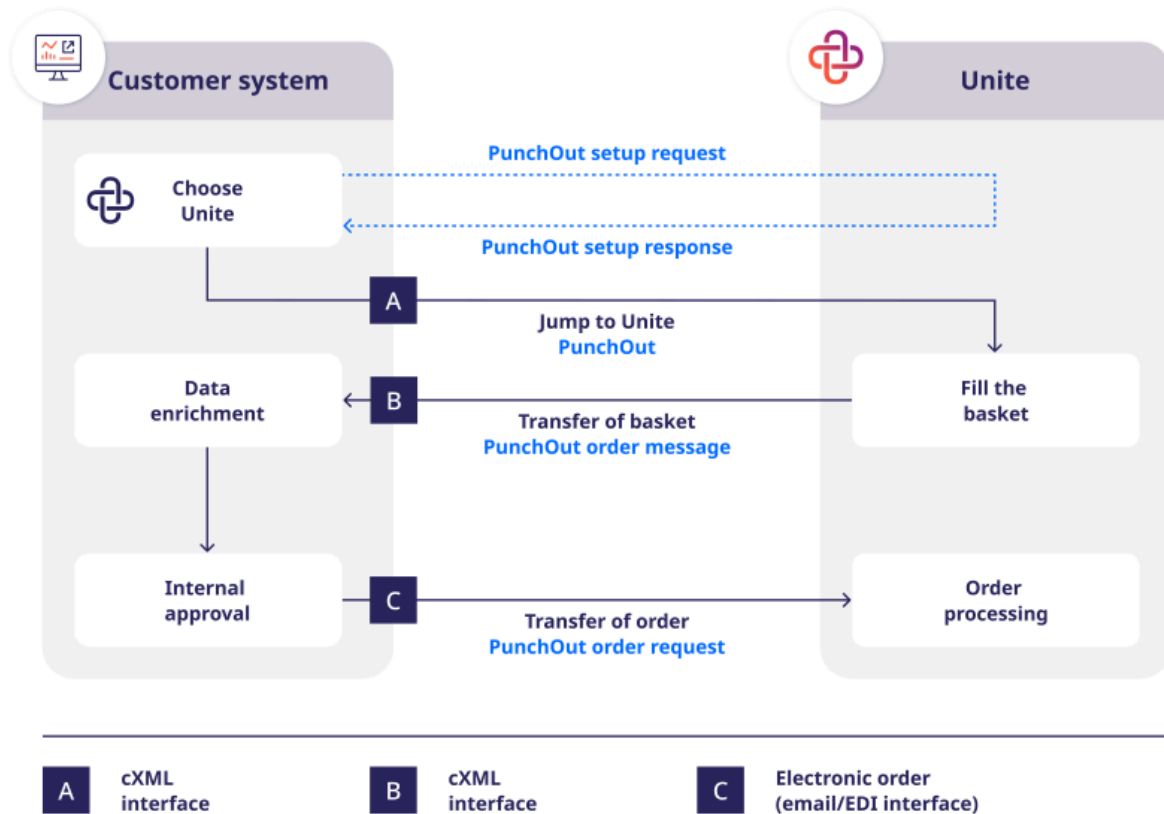 Customer system
Unite
PunchOut setup request
Choose
Unite
PunchOut setup response
A
Jump to Unite
PunchOut
Data
enrichment
B
Fill the
basket
Transfer of basket
PunchOut order message
Internal
approval
C
Order
processing
Transfer of order
PunchOut order request
A
cXML
interface
B
cXML
interface
C
Electronic order
(email/EDI interface)